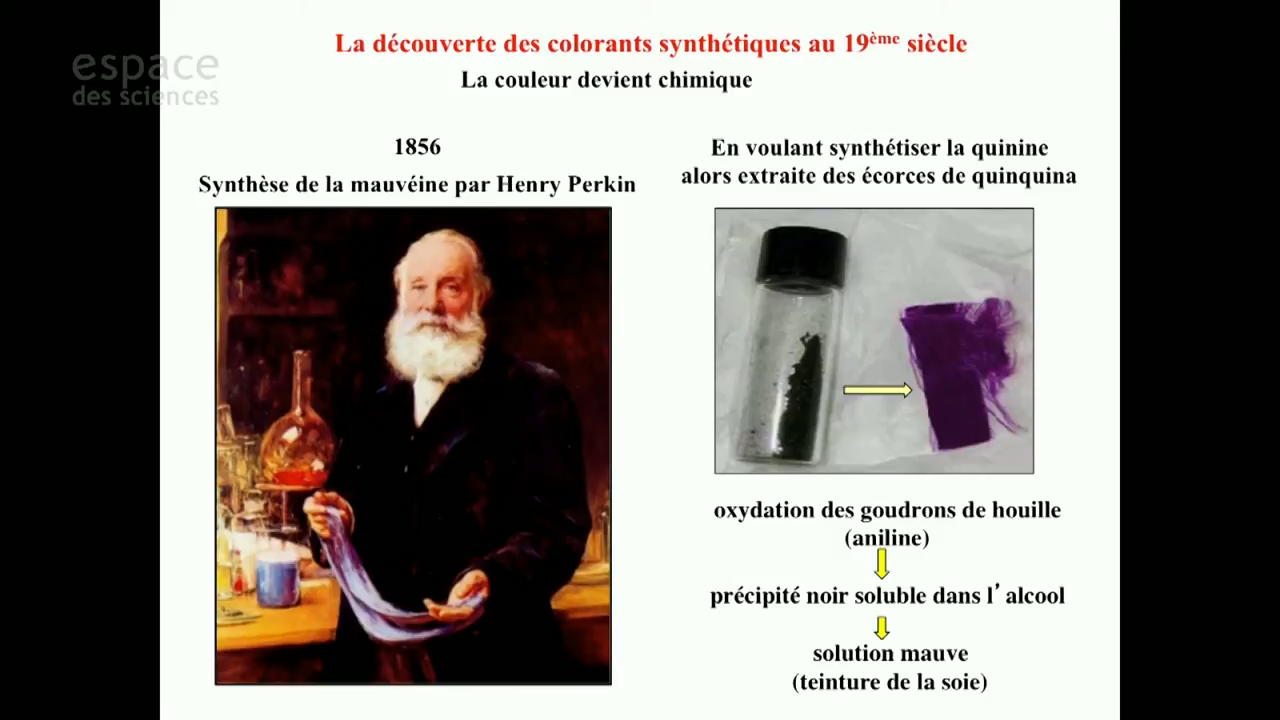 La découverte des colorants synthétiques au 19ème siècle
espace
des sciences
La couleur devient chimique
1856
Synthèse de la mauvéine par Henry Perkin
En voulant synthétiser la quinine
alors extraite des écorces de quinquina
oxydation des goudrons de houille
(aniline)
précipité noir soluble dans l’alcool
solution mauve
(teinture de la soie)